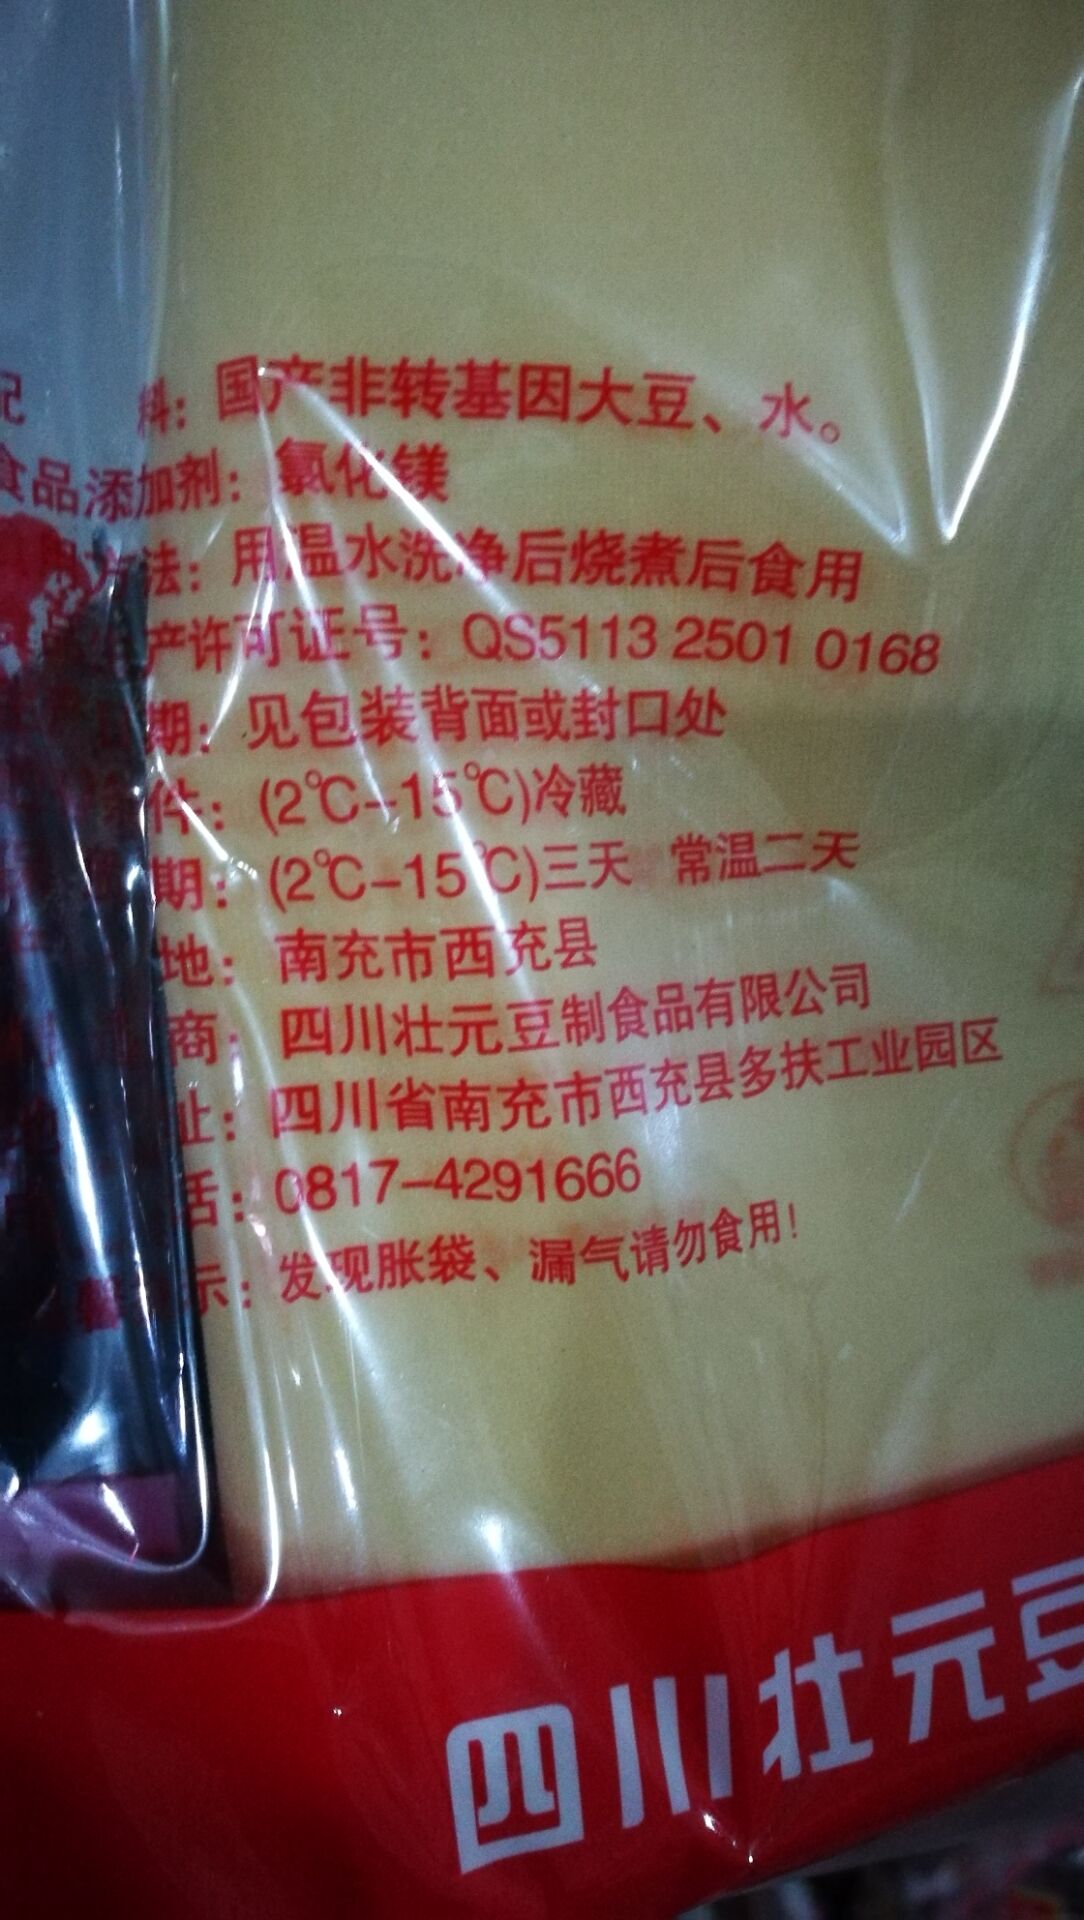 配 料：国产非转基因大豆、水。
食品添加剂：氯化镁
方法：用温水洗净后烧煮后食用
产许可证号：QS5113 2501 0168
期：见包装背面或封口处
件：(2℃-15℃)冷藏
期：(2℃-15℃)三天 常温二天
地：南充市西充县
商：四川壮元豆制食品有限公司
址：四川省南充市西充县多扶工业园区
话：0817-4291666
示：发现胀袋、漏气请勿食用！
四川壮元豆